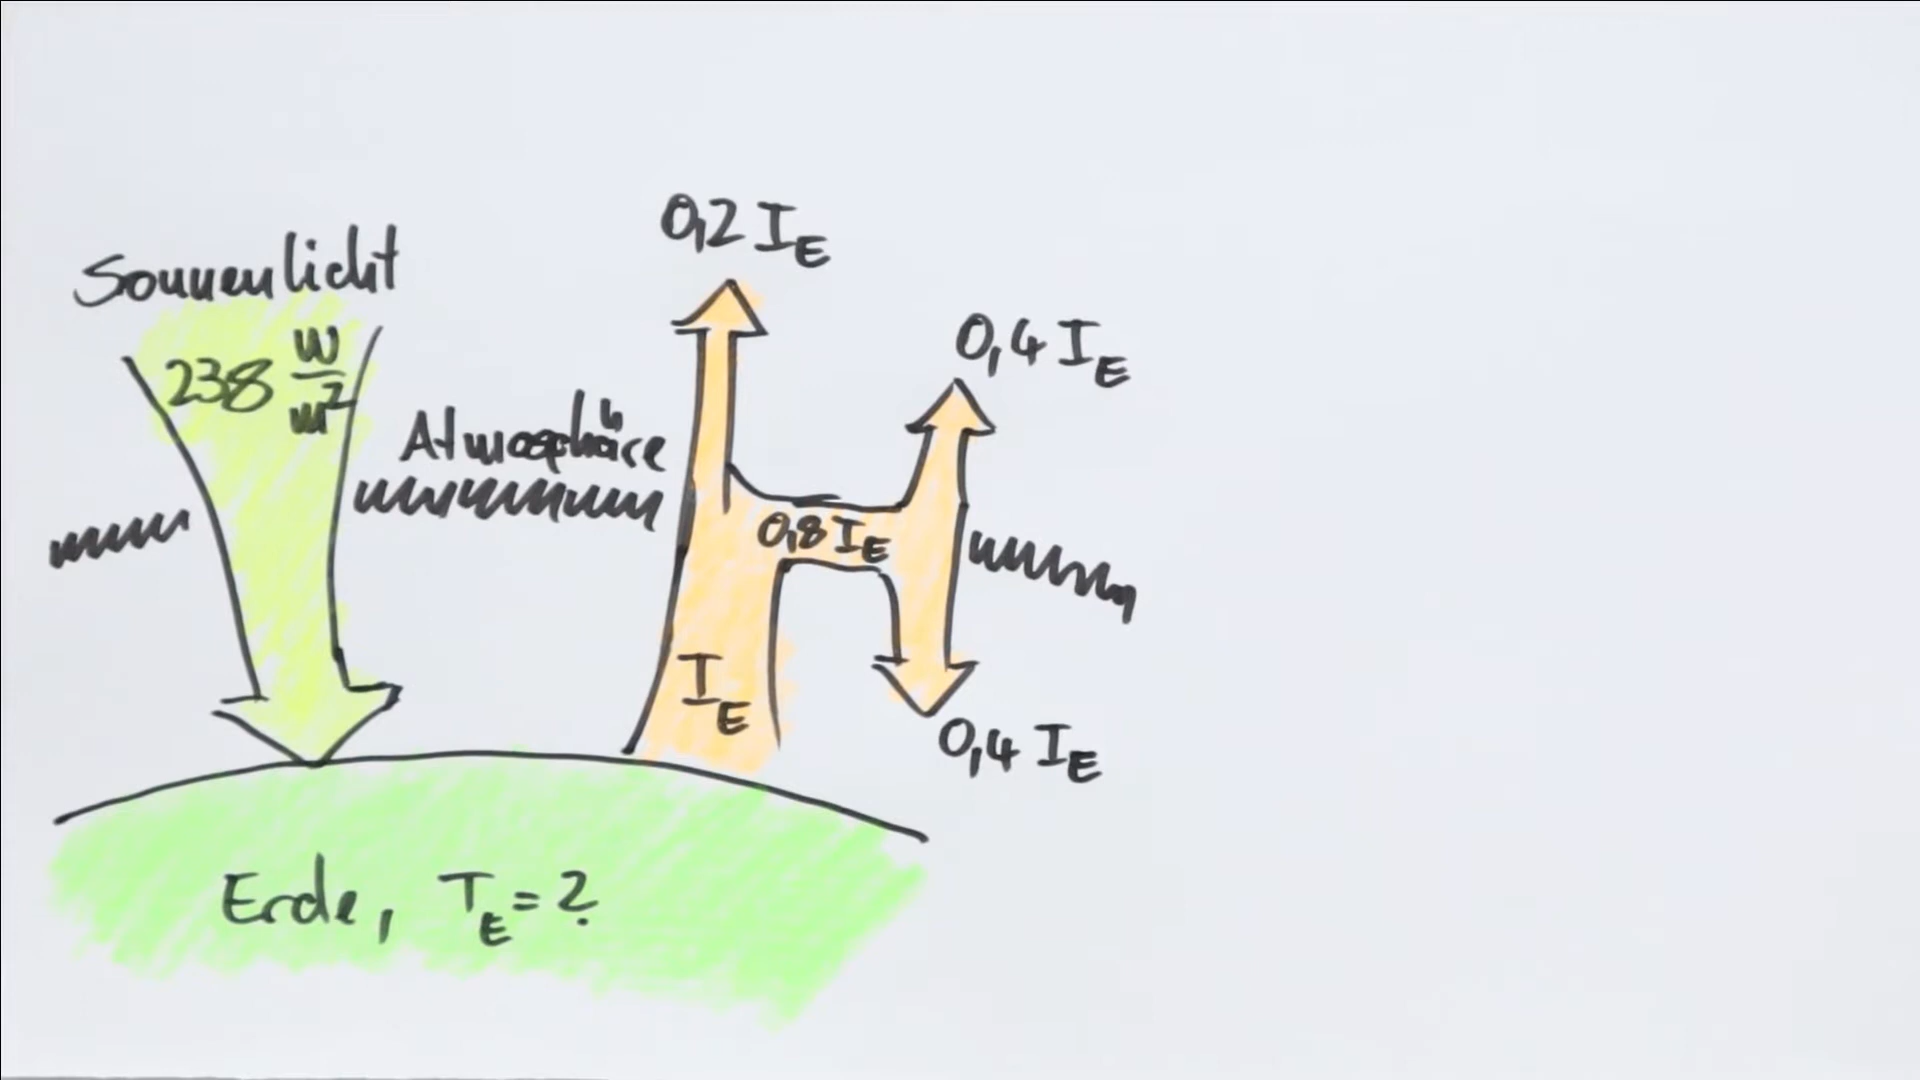 Sonnenlicht
238 W/m²
Atmosphäre
0,2 I_E
0,4 I_E
0,8 I_E
I_E
0,4 I_E
Erde, T_E = ?